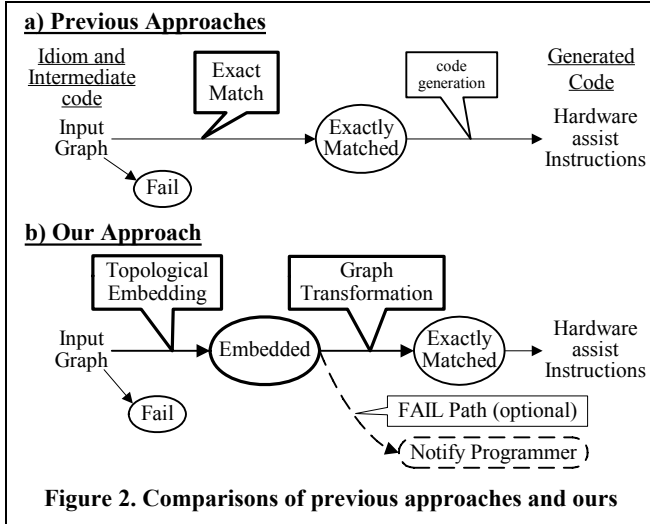 a) Previous Approaches
Idiom and
Intermediate
code
Exact
Match
code
generation
Generated
Code
Input
Graph
Exactly
Matched
Hardware
assist
Instructions
Fail
b) Our Approach
Topological
Embedding
Graph
Transformation
Input
Graph
Embedded
Exactly
Matched
Hardware
assist
Instructions
Fail
FAIL Path (optional)
Notify Programmer
Figure 2. Comparisons of previous approaches and ours